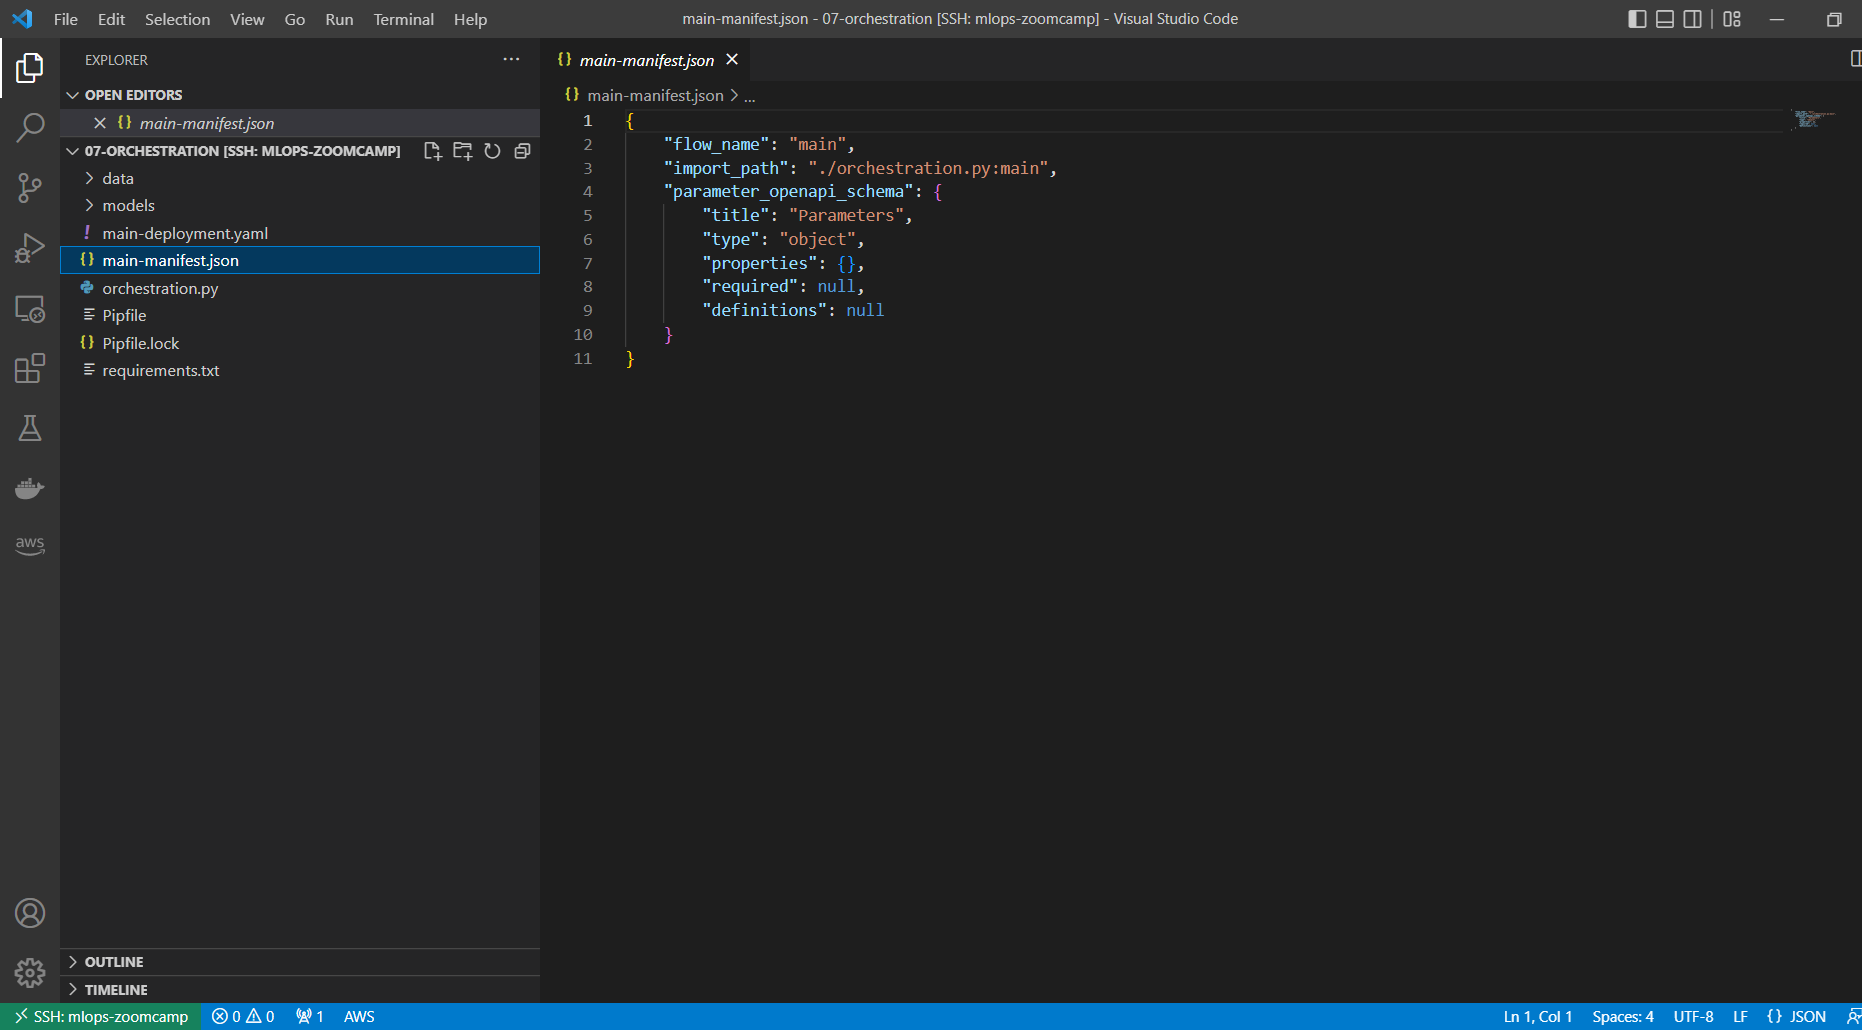 File Edit Selection View Go Run Terminal Help
main-manifest.json - 07-orchestration [SSH: mlops-zoomcamp] - Visual Studio Code
EXPLORER
OPEN EDITORS
main-manifest.json
07-ORCHESTRATION [SSH: MLOPS-ZOOMCAMP]
data
models
main-deployment.yaml
main-manifest.json
orchestration.py
Pipfile
Pipfile.lock
requirements.txt
aws
OUTLINE
TIMELINE
main-manifest.json
main-manifest.json > ...
1 {
2 "flow_name": "main",
3 "import_path": "./orchestration.py:main",
4 "parameter_openapi_schema": {
5 "title": "Parameters",
6 "type": "object",
7 "properties": {},
8 "required": null,
9 "definitions": null
10 }
11 }
SSH: mlops-zoomcamp 0 0 1 AWS
Ln 1, Col 1 Spaces: 4 UTF-8 LF {} JSON